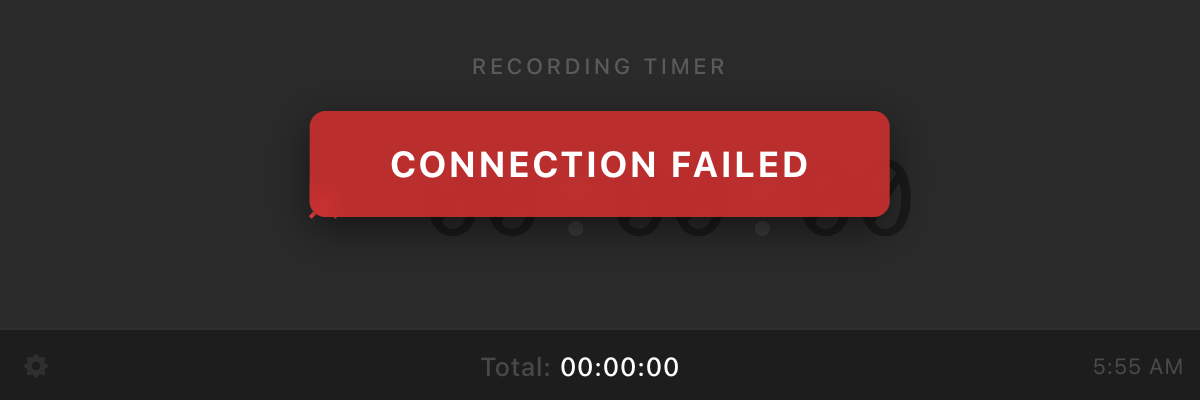 RECORDING TIMER
CONNECTION FAILED
Total: 00:00:00
5:55 AM